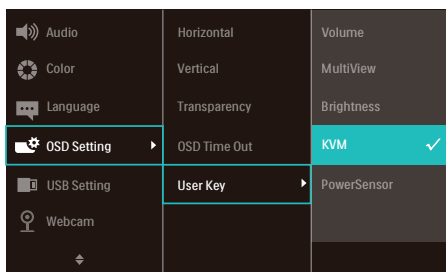 Audio
Color
Language
OSD Setting
USB Setting
Webcam
Horizontal
Vertical
Transparency
OSD Time Out
User Key
Volume
MultiView
Brightness
KVM
PowerSensor